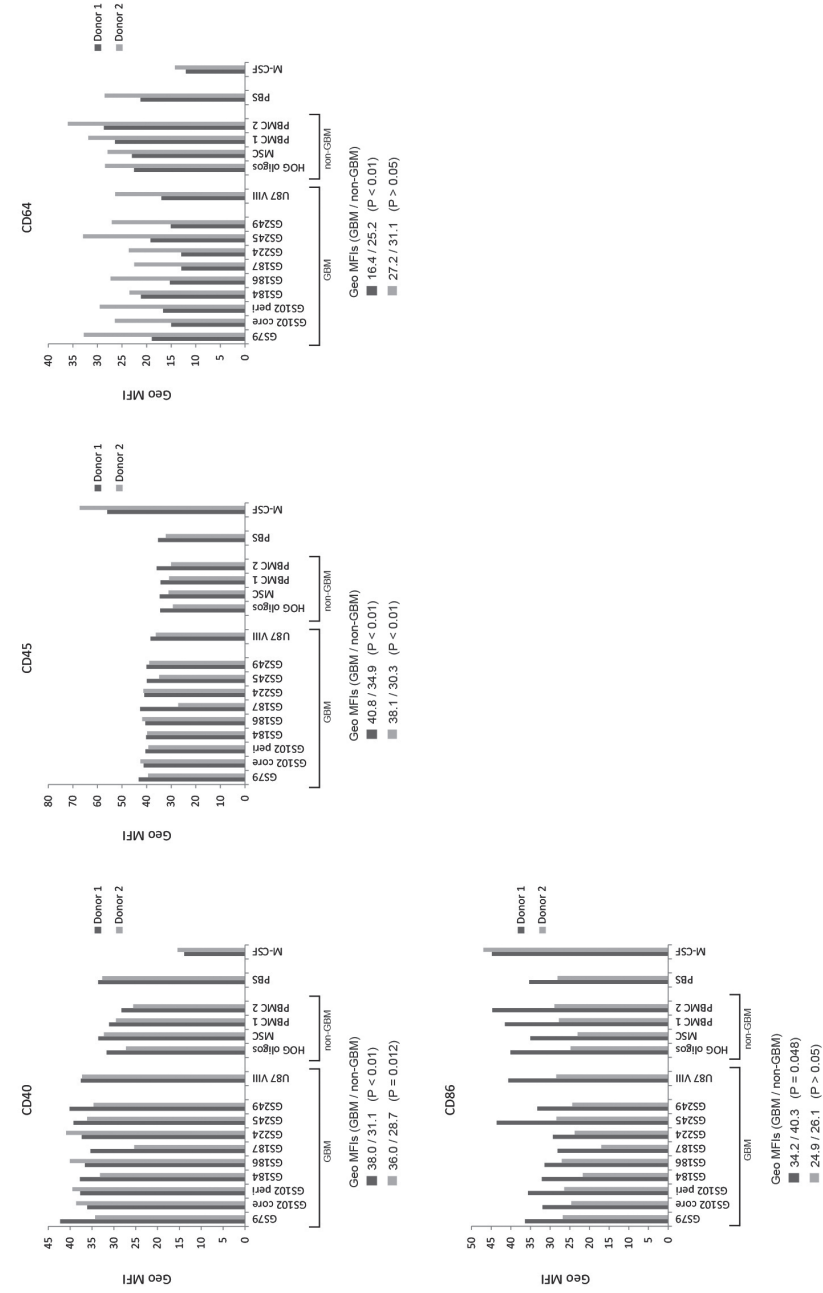 CD40
Geo MFI
45
40
35
30
25
20
15
10
5
0
GS79
GS102 core
GS102 peri
GS184
GS186
GS187
GS224
GS245
GS249
U87 VIII
HOG oligos
MSC
PBMC 1
PBMC 2
PBS
M-CSF
GBM
non-GBM
Donor 1
Donor 2
Geo MFIs (GBM / non-GBM)
38.0 / 31.1 (P < 0.01)
36.0 / 28.7 (P = 0.012)
CD45
Geo MFI
80
70
60
50
40
30
20
10
0
GS79
GS102 core
GS102 peri
GS184
GS186
GS187
GS224
GS245
GS249
U87 VIII
HOG oligos
MSC
PBMC 1
PBMC 2
PBS
M-CSF
GBM
non-GBM
Donor 1
Donor 2
Geo MFIs (GBM / non-GBM)
40.8 / 34.9 (P < 0.01)
38.1 / 30.3 (P < 0.01)
CD64
Geo MFI
40
35
30
25
20
15
10
5
0
GS79
GS102 core
GS102 peri
GS184
GS186
GS187
GS224
GS245
GS249
U87 VIII
HOG oligos
MSC
PBMC 1
PBMC 2
PBS
M-CSF
GBM
non-GBM
Donor 1
Donor 2
Geo MFIs (GBM / non-GBM)
16.4 / 25.2 (P < 0.01)
27.2 / 31.1 (P > 0.05)
CD86
Geo MFI
50
45
40
35
30
25
20
15
10
5
0
GS79
GS102 core
GS102 peri
GS184
GS186
GS187
GS224
GS245
GS249
U87 VIII
HOG oligos
MSC
PBMC 1
PBMC 2
PBS
M-CSF
GBM
non-GBM
Donor 1
Donor 2
Geo MFIs (GBM / non-GBM)
34.2 / 40.3 (P = 0.048)
24.9 / 26.1 (P > 0.05)